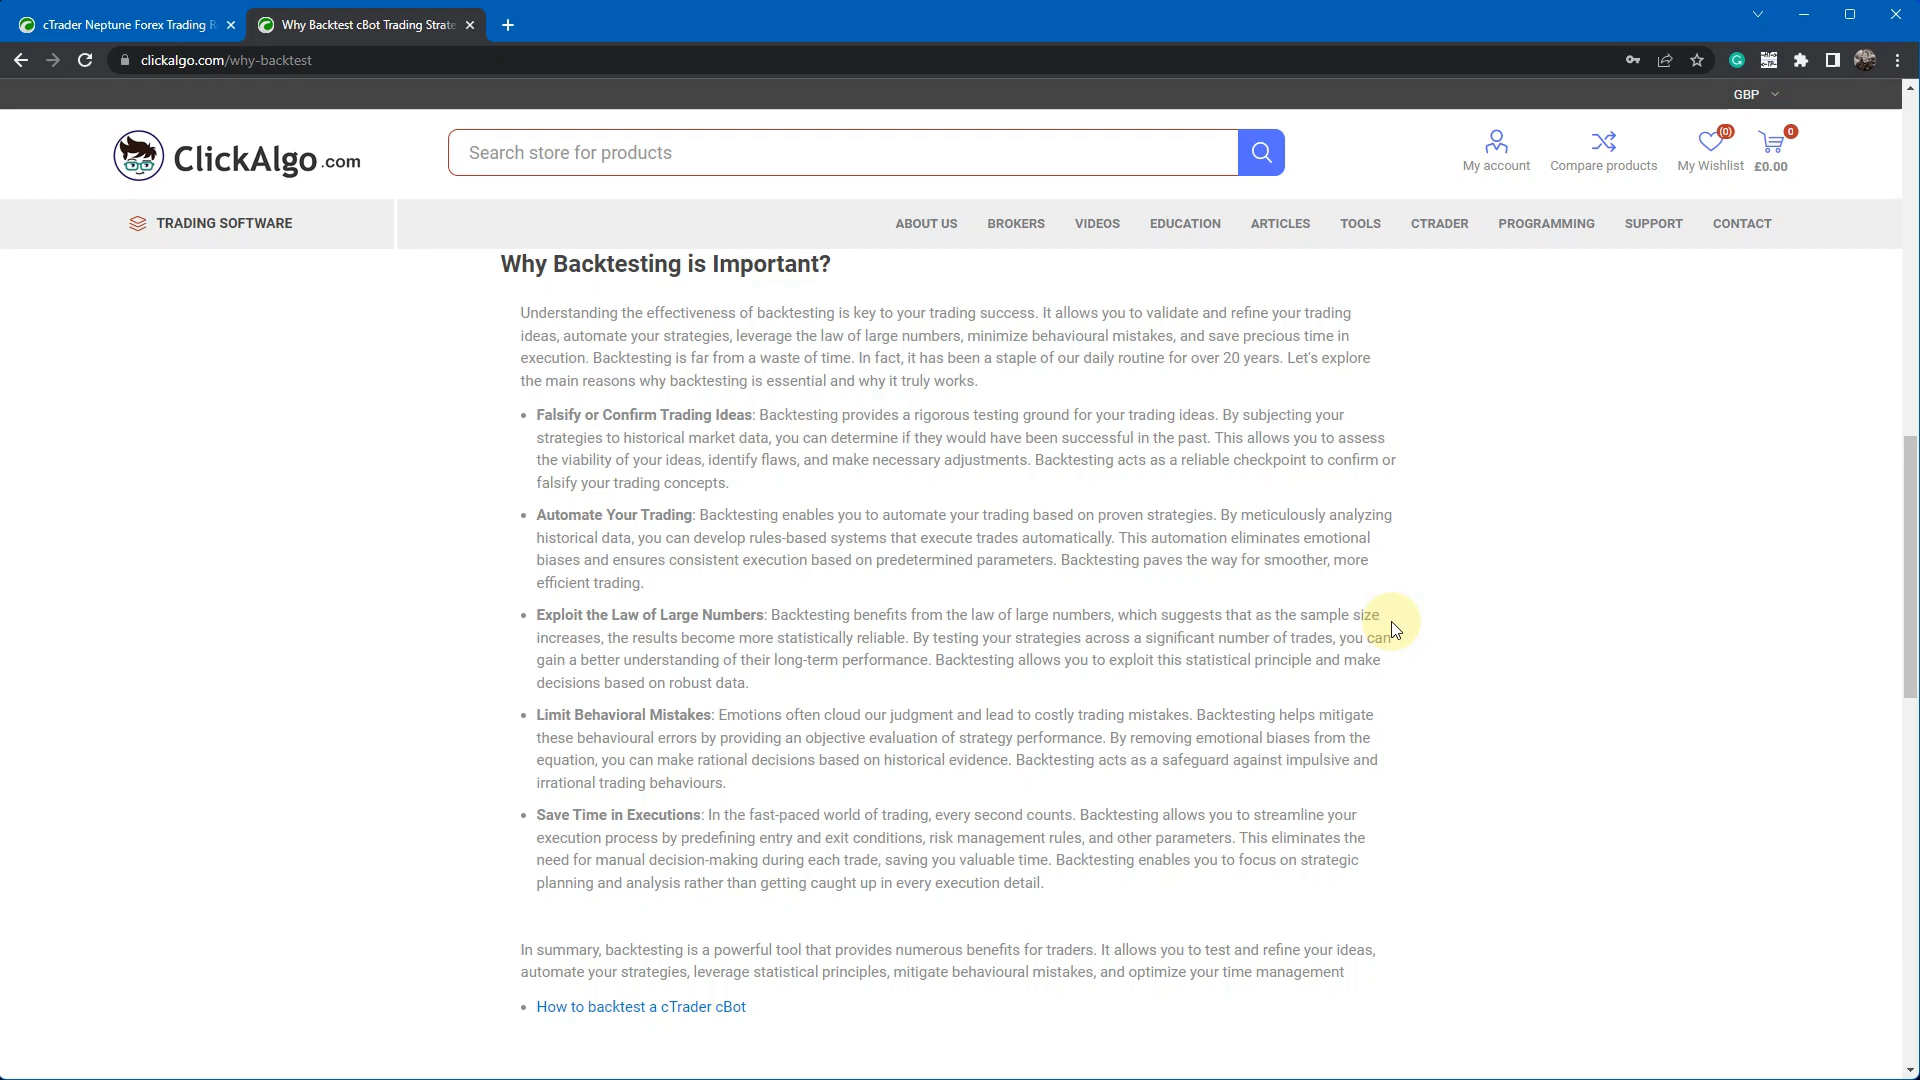 cTrader Neptune Forex Trading R
Why Backtest cBot Trading Strate
clickalgo.com/why-backtest
GBP
ClickAlgo.com
Search store for products
My account
Compare products
(0)
My Wishlist
0
£0.00
TRADING SOFTWARE
ABOUT US
BROKERS
VIDEOS
EDUCATION
ARTICLES
TOOLS
CTRADER
PROGRAMMING
SUPPORT
CONTACT
Why Backtesting is Important?
Understanding the effectiveness of backtesting is key to your trading success. It allows you to validate and refine your trading
ideas, automate your strategies, leverage the law of large numbers, minimize behavioural mistakes, and save precious time in
execution. Backtesting is far from a waste of time. In fact, it has been a staple of our daily routine for over 20 years. Let's explore
the main reasons why backtesting is essential and why it truly works.
• Falsify or Confirm Trading Ideas: Backtesting provides a rigorous testing ground for your trading ideas. By subjecting your
strategies to historical market data, you can determine if they would have been successful in the past. This allows you to assess
the viability of your ideas, identify flaws, and make necessary adjustments. Backtesting acts as a reliable checkpoint to confirm or
falsify your trading concepts.
• Automate Your Trading: Backtesting enables you to automate your trading based on proven strategies. By meticulously analyzing
historical data, you can develop rules-based systems that execute trades automatically. This automation eliminates emotional
biases and ensures consistent execution based on predetermined parameters. Backtesting paves the way for smoother, more
efficient trading.
• Exploit the Law of Large Numbers: Backtesting benefits from the law of large numbers, which suggests that as the sample size
increases, the results become more statistically reliable. By testing your strategies across a significant number of trades, you can
gain a better understanding of their long-term performance. Backtesting allows you to exploit this statistical principle and make
decisions based on robust data.
• Limit Behavioral Mistakes: Emotions often cloud our judgment and lead to costly trading mistakes. Backtesting helps mitigate
these behavioural errors by providing an objective evaluation of strategy performance. By removing emotional biases from the
equation, you can make rational decisions based on historical evidence. Backtesting acts as a safeguard against impulsive and
irrational trading behaviours.
• Save Time in Executions: In the fast-paced world of trading, every second counts. Backtesting allows you to streamline your
execution process by predefining entry and exit conditions, risk management rules, and other parameters. This eliminates the
need for manual decision-making during each trade, saving you valuable time. Backtesting enables you to focus on strategic
planning and analysis rather than getting caught up in every execution detail.
In summary, backtesting is a powerful tool that provides numerous benefits for traders. It allows you to test and refine your ideas,
automate your strategies, leverage statistical principles, mitigate behavioural mistakes, and optimize your time management
• How to backtest a cTrader cBot